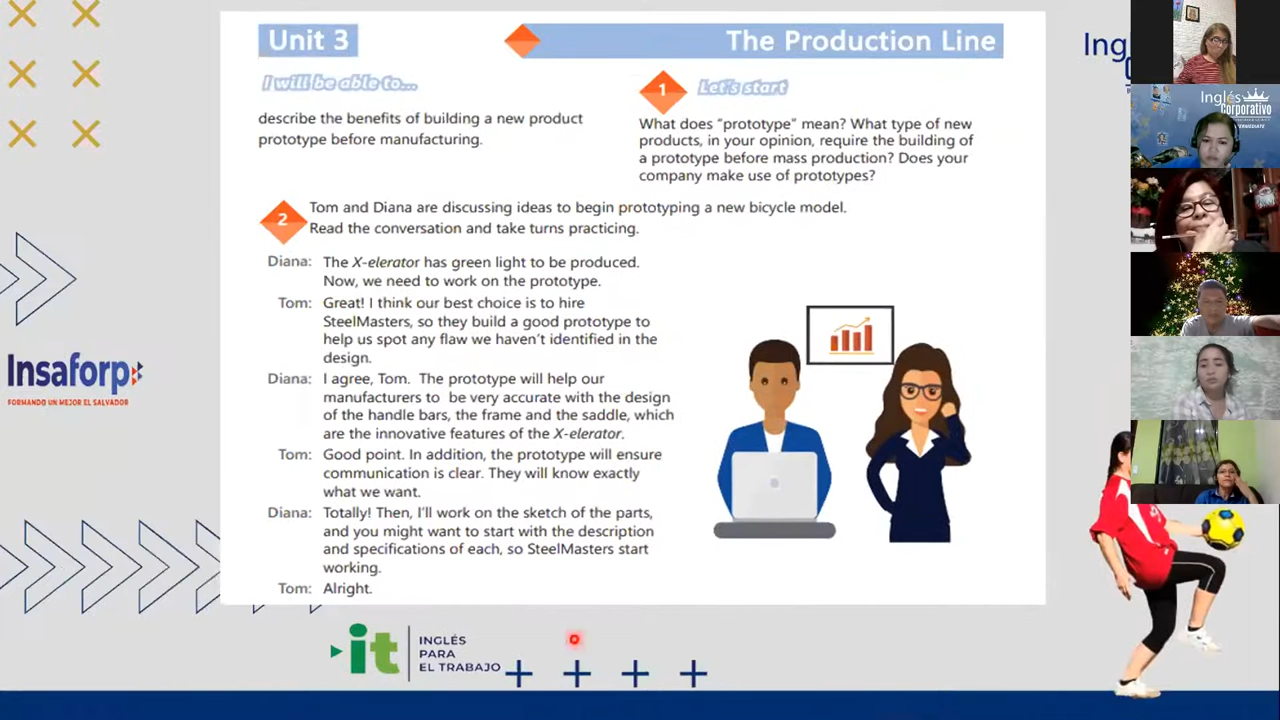 Unit 3
The Production Line
I will be able to...
describe the benefits of building a new product
prototype before manufacturing.
1
Let's start
What does "prototype" mean? What type of new
products, in your opinion, require the building of
a prototype before mass production? Does your
company make use of prototypes?
2
Tom and Diana are discussing ideas to begin prototyping a new bicycle model.
Read the conversation and take turns practicing.
Diana: The X-elerator has green light to be produced.
Now, we need to work on the prototype.
Tom: Great! I think our best choice is to hire
SteelMasters, so they build a good prototype to
help us spot any flaw we haven't identified in the
design.
Diana: I agree, Tom. The prototype will help our
manufacturers to be very accurate with the design
of the handle bars, the frame and the saddle, which
are the innovative features of the X-elerator.
Tom: Good point. In addition, the prototype will ensure
communication is clear. They will know exactly
what we want.
Diana: Totally! Then, I'll work on the sketch of the parts,
and you might want to start with the description
and specifications of each, so SteelMasters start
working.
Tom: Alright.
Insaforp
FORMANDO UN MEJOR EL SALVADOR
it
INGLÉS
PARA
EL TRABAJO
Ing
Inglés
Corporativo